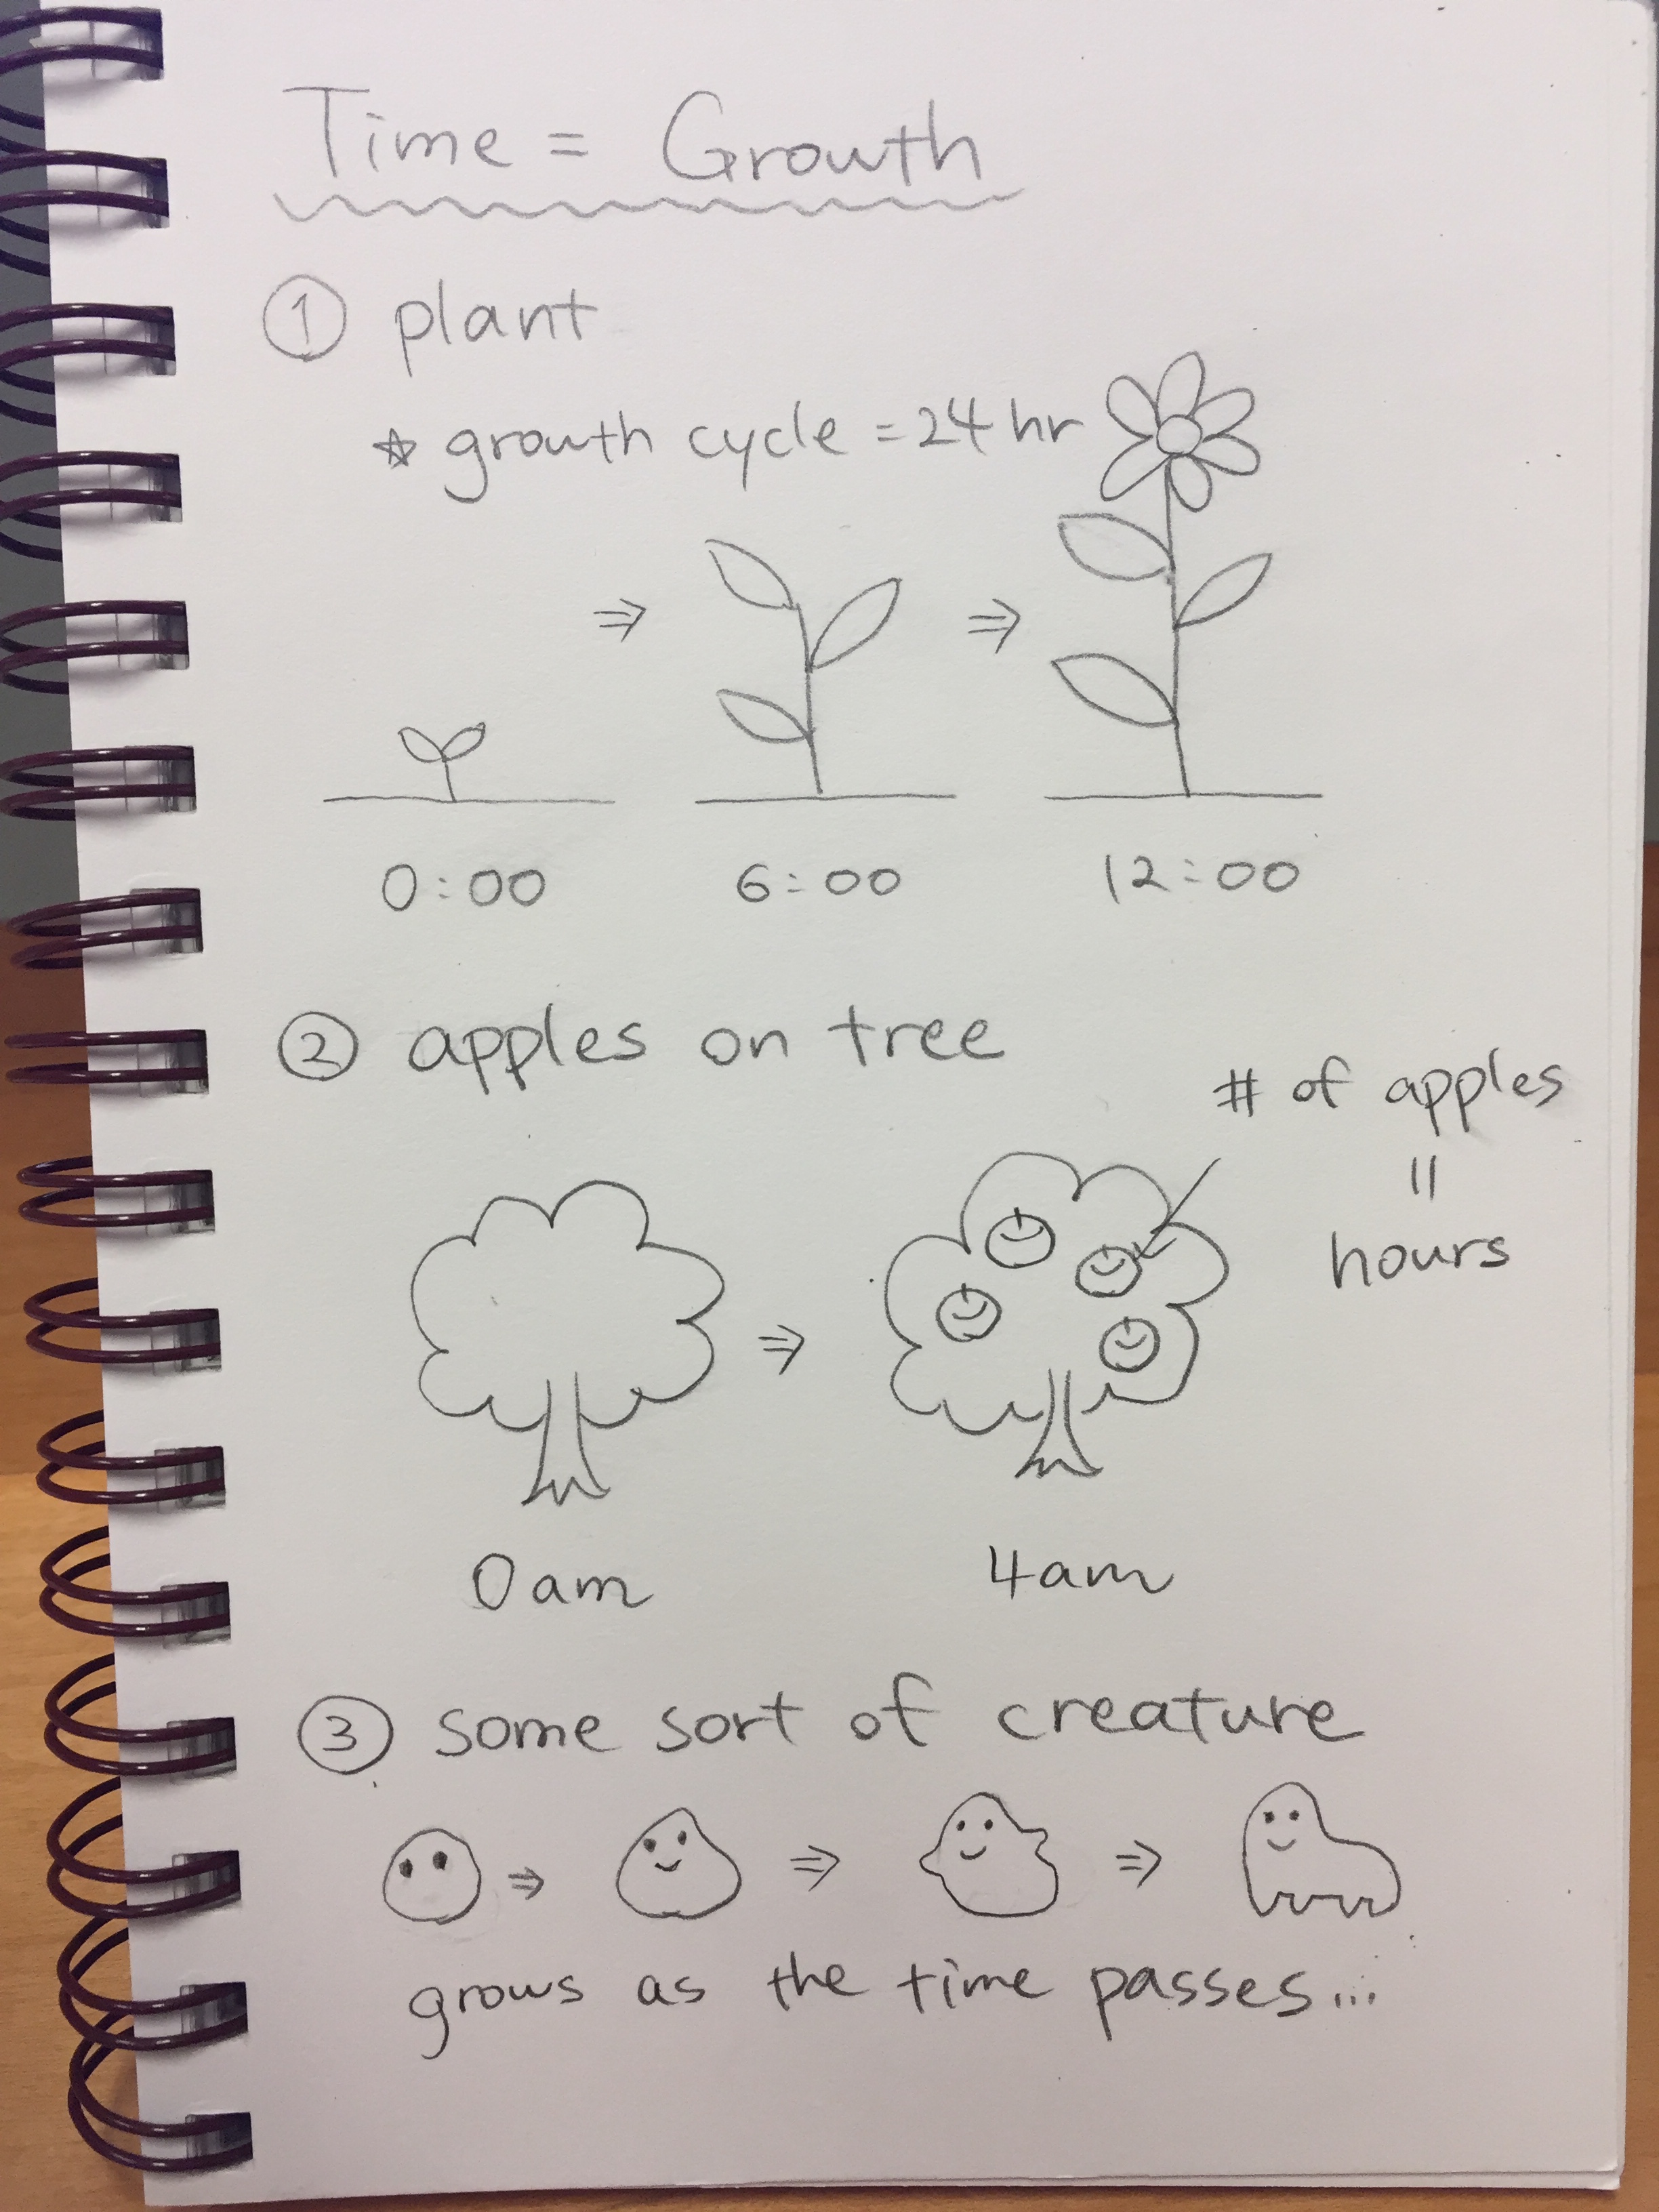 Time = Growth
① plant
☆ growth cycle = 24 hr
⇒ ⇒
0:00 6:00 12:00
② apples on tree
# of apples
=
hours
⇒
0am 4am
③ some sort of creature
⇒ ⇒ ⇒
grows as the time passes...